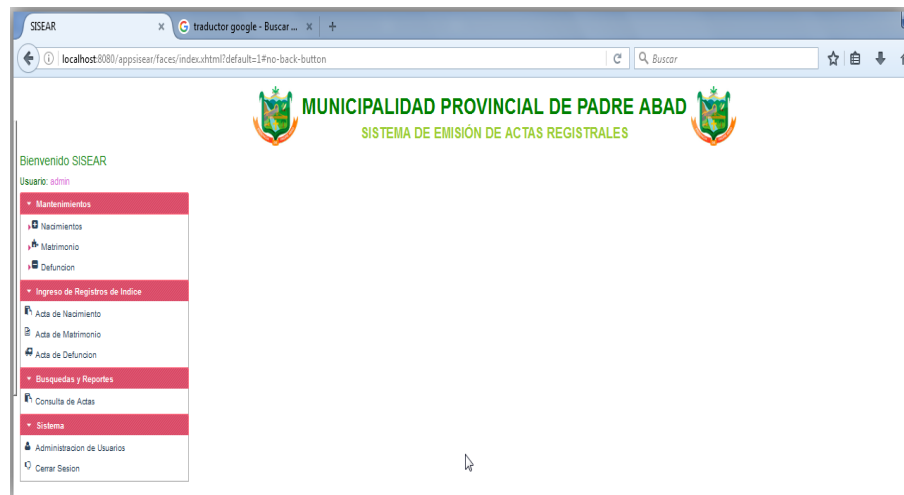 SISEAR
traductor google - Buscar ...
localhost:8080/appsisear/faces/index.xhtml?default=1#no-back-button
Buscar
MUNICIPALIDAD PROVINCIAL DE PADRE ABAD
SISTEMA DE EMISIÓN DE ACTAS REGISTRALES
Bienvenido SISEAR
Usuario: admin
Mantenimientos
Nacimientos
Matrimonio
Defuncion
Ingreso de Registros de Indice
Acta de Nacimiento
Acta de Matrimonio
Acta de Defuncion
Busquedas y Reportes
Consulta de Actas
Sistema
Administracion de Usuarios
Cerrar Sesion